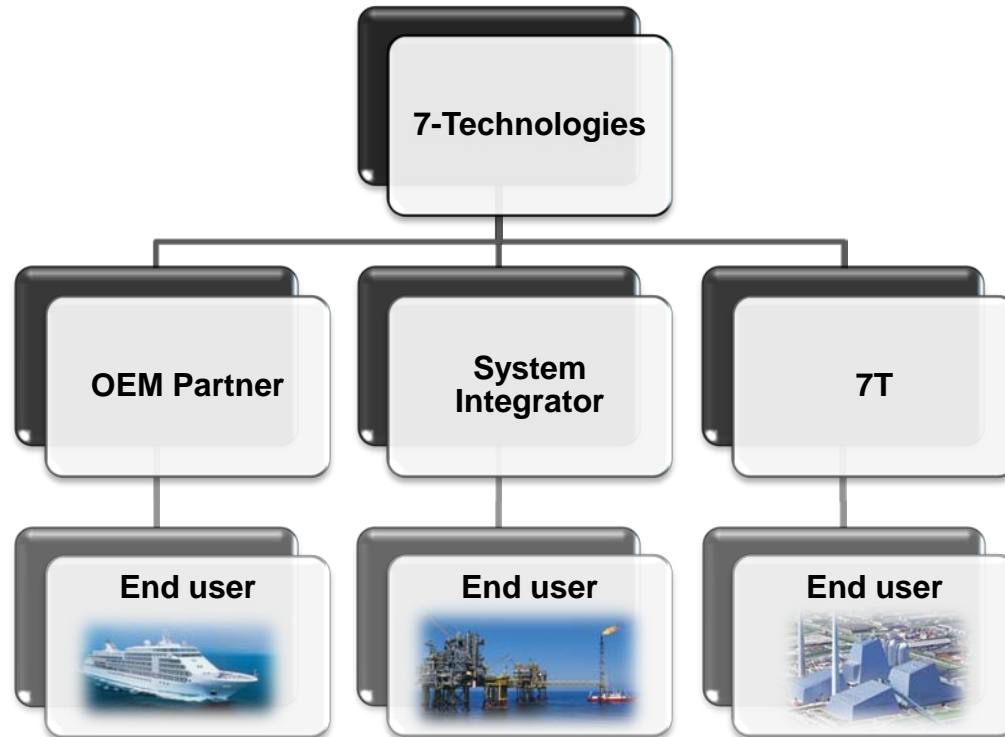 7-Technologies
OEM Partner
System
Integrator
7T
End user
End user
End user